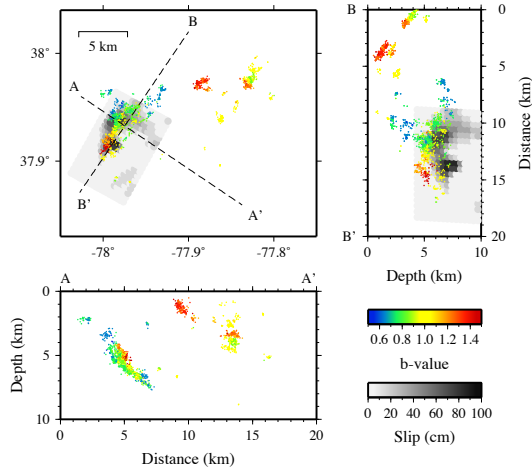 B
B
0
38°
5 km
A
5
10
Distance (km)
37.9°
15
B'
A'
B'
20
-78°
-77.9°
-77.8°
0
5
10
Depth (km)
A
A'
0
5
10
Depth (km)
0
5
10
15
20
Distance (km)
0.6 0.8 1.0 1.2 1.4
b-value
0 20 40 60 80 100
Slip (cm)